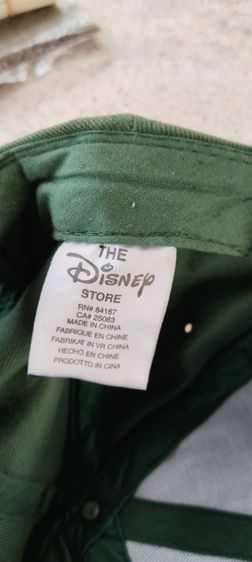 THE
Disney
STORE
RN# 84167
CA# 25083
MADE IN CHINA
FABRIQUE EN CHINE
FABRIKAT IN VR CHINA
HECHO EN CHINA
PRODOTTO IN CINA